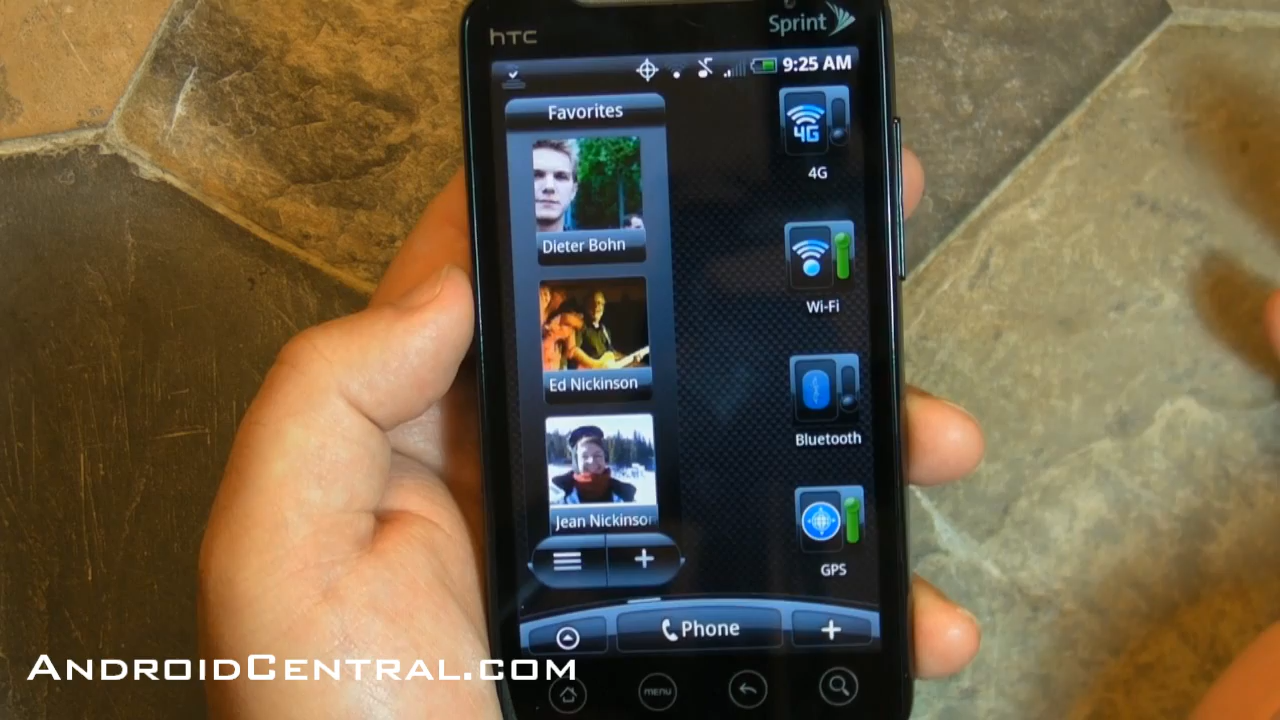 hTC
Sprint
9:25 AM
Favorites
4G
4G
Dieter Bohn
Wi-Fi
Ed Nickinson
Bluetooth
Jean Nickinson
GPS
Phone
menu
ANDROIDCENTRAL.COM